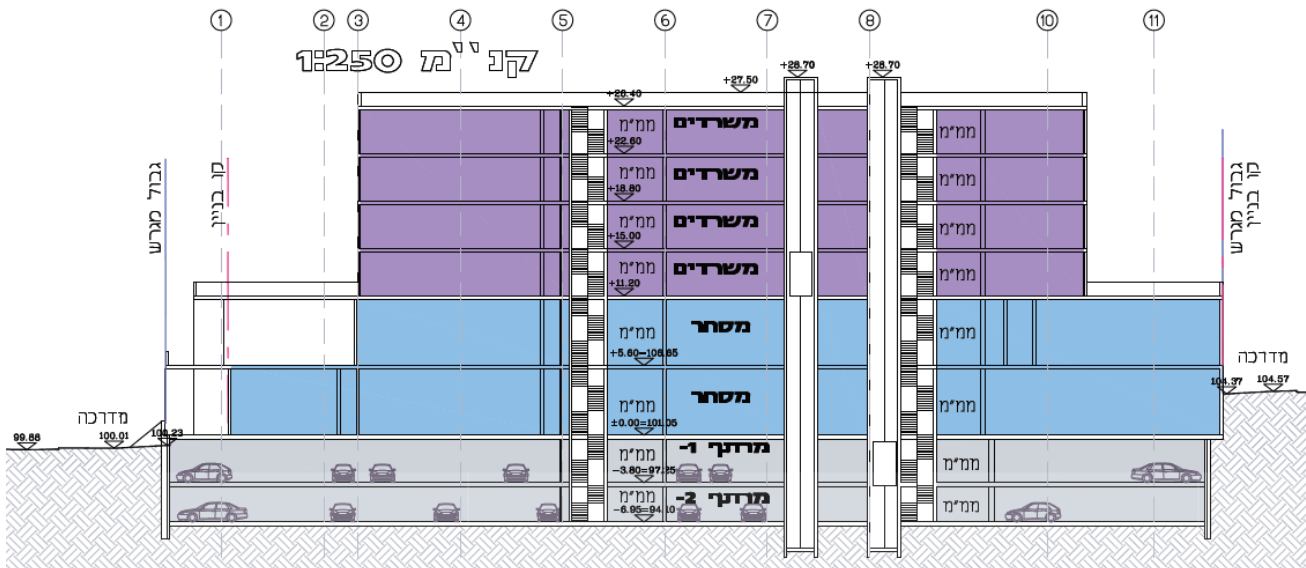 1 2 3 4 5 6 7 8 10 11
קנ"מ 1:250
+28.70 +28.70
+27.50
+26.40
ממ"מ משרדים ממ"מ
+22.60
גבול מגרש
קו בניין
קו בניין
גבול מגרש
ממ"מ משרדים ממ"מ
+18.80
ממ"מ משרדים ממ"מ
+15.00
ממ"מ משרדים ממ"מ
+11.20
ממ"מ מסחר ממ"מ
+5.60=106.65
מדרכה
104.37 104.57
ממ"מ מסחר ממ"מ
±0.00=101.05
מדרכה
99.86 100.01 100.23
ממ"מ מרתף 1- ממ"מ
-3.80=97.25
ממ"מ מרתף 2- ממ"מ
-6.95=94.10